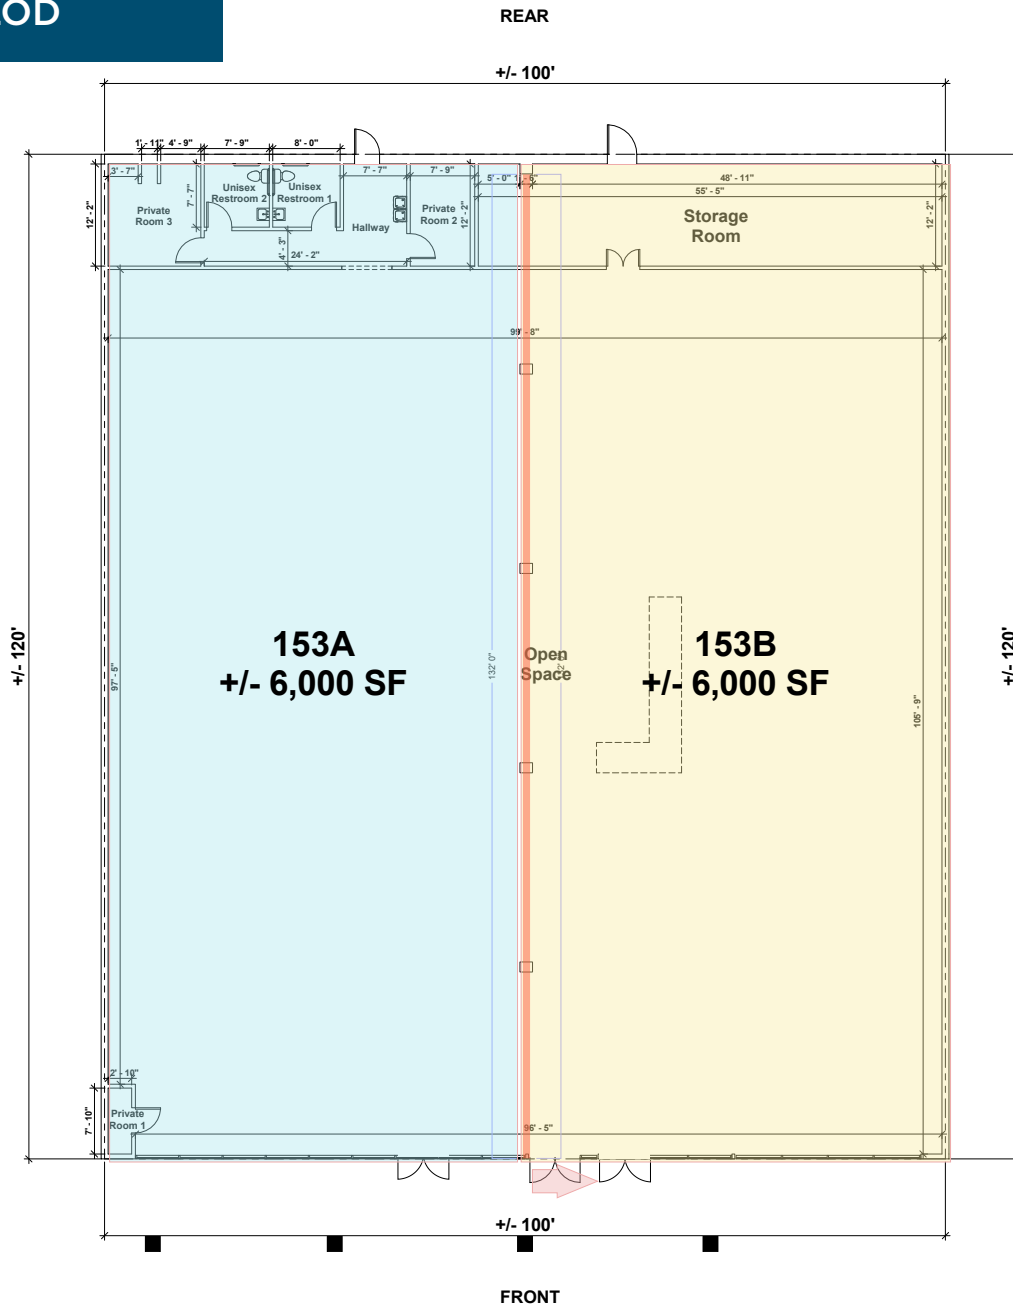 OD
REAR
+/- 100'
1' - 11"
4' - 9"
7' - 9"
8' - 0"
3' - 7"
7' - 7"
7' - 9"
5' - 0"
1' - 6"
48' - 11"
55' - 5"
12' - 2"
7' - 7"
Unisex
Restroom 2
Unisex
Restroom 1
Private
Room 3
Hallway
Private
Room 2
12' - 2"
Storage
Room
12' - 2"
4' - 3"
24' - 2"
99' - 8"
+/- 120'
97' - 5"
153A
+/- 6,000 SF
132' 0"
Open
Space
153B
+/- 6,000 SF
105' - 9"
+/- 120'
2' - 10"
7' - 10"
Private
Room 1
96' - 5"
+/- 100'
FRONT